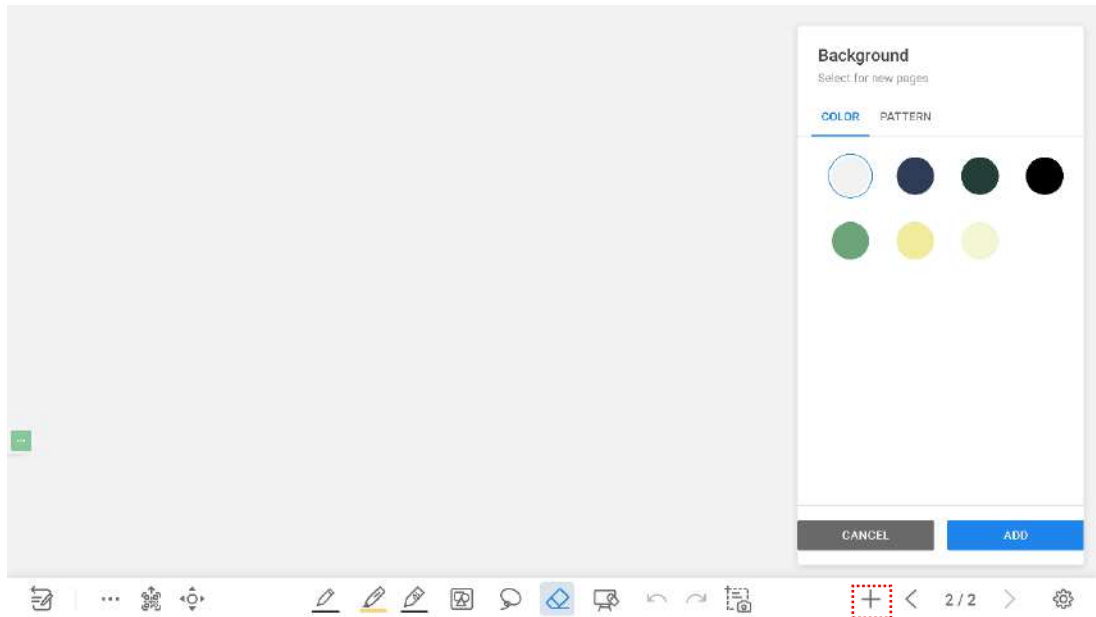 Background
Select for new pages
COLOR PATTERN
CANCEL ADD
2/2